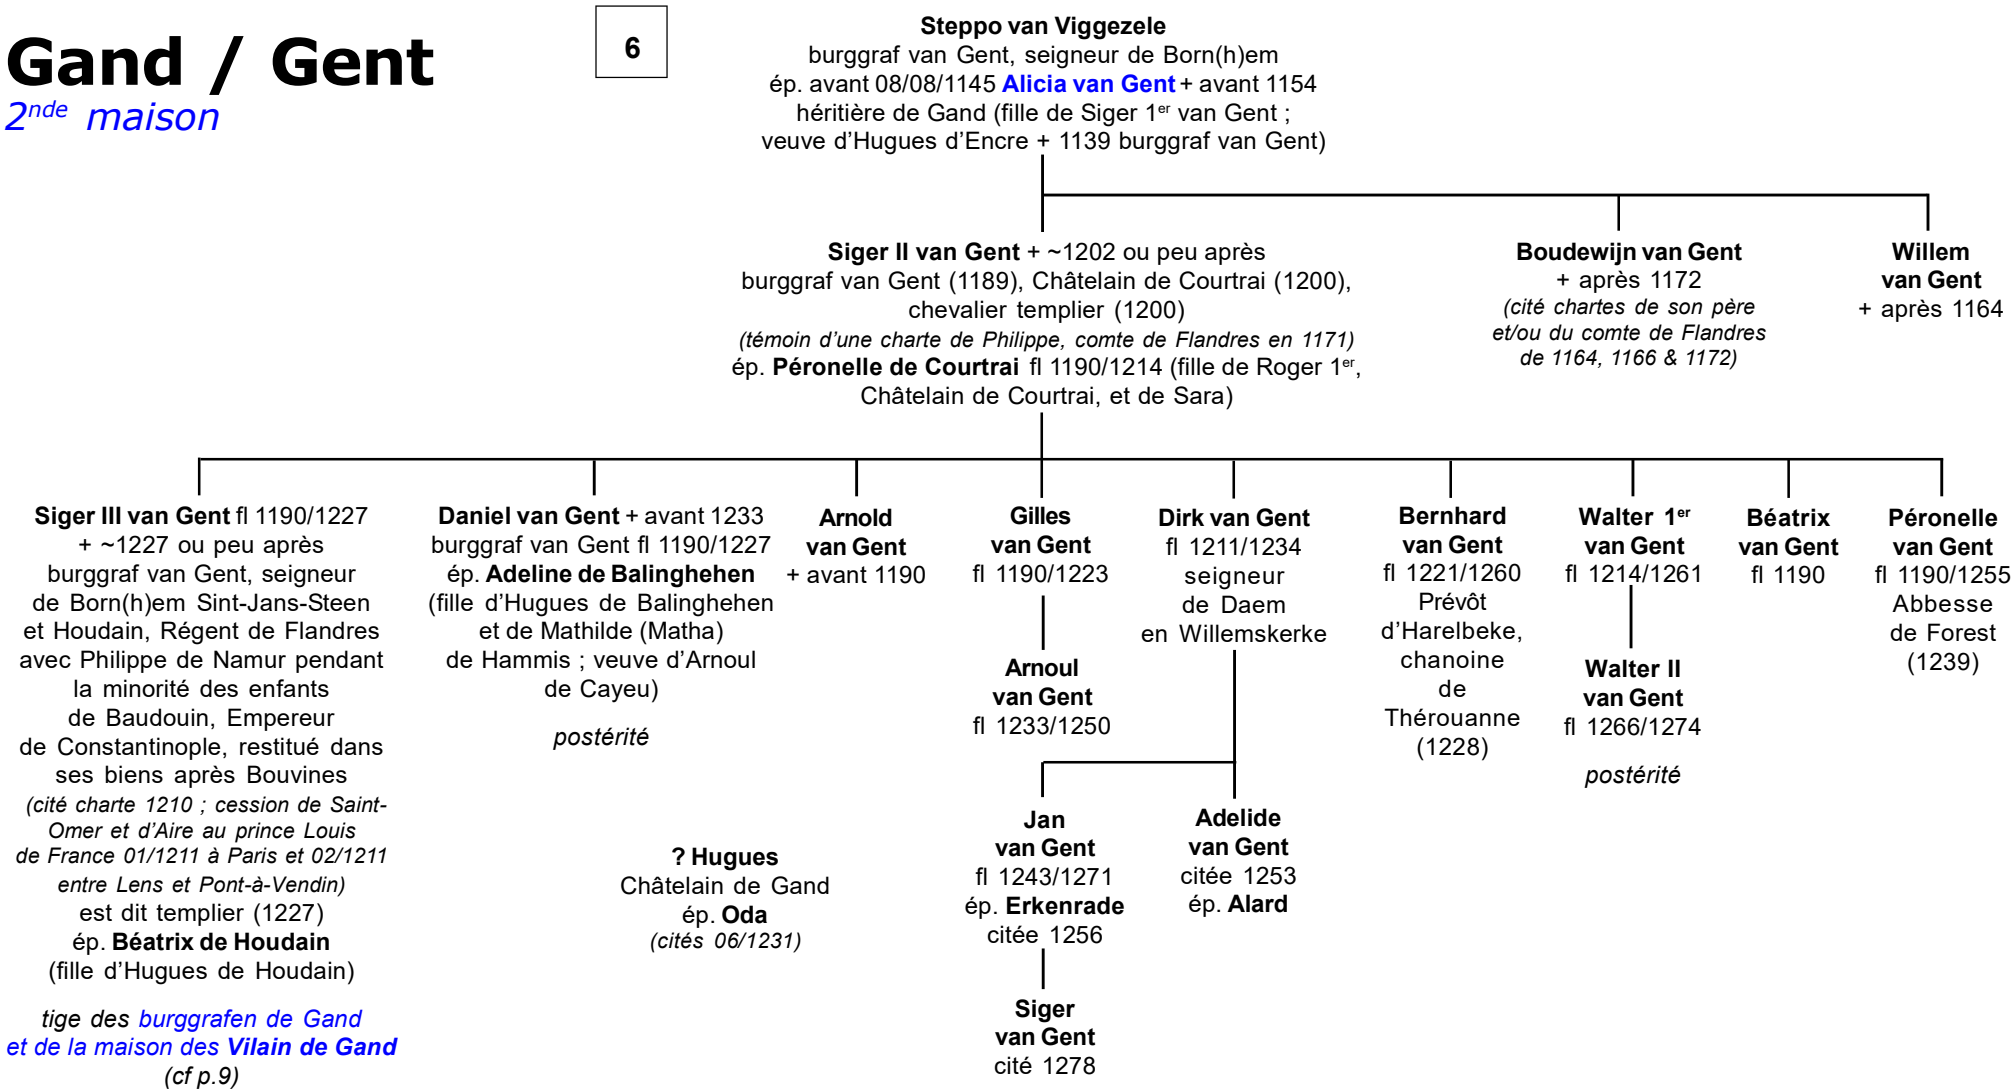 Gand / Gent
2nde maison
6
Steppo van Viggezele
burggraf van Gent, seigneur de Born(h)em
ép. avant 08/08/1145 Alicia van Gent + avant 1154
héritière de Gand (fille de Siger 1er van Gent ;
veuve d'Hugues d'Encre + 1139 burggraf van Gent)
Siger II van Gent + ~1202 ou peu après
burggraf van Gent (1189), Châtelain de Courtrai (1200),
chevalier templier (1200)
(témoin d'une charte de Philippe, comte de Flandres en 1171)
ép. Péronelle de Courtrai fl 1190/1214 (fille de Roger 1er,
Châtelain de Courtrai, et de Sara)
Boudewijn van Gent
+ après 1172
(cité chartes de son père
et/ou du comte de Flandres
de 1164, 1166 & 1172)
Willem
van Gent
+ après 1164
Siger III van Gent fl 1190/1227
+ ~1227 ou peu après
burggraf van Gent, seigneur
de Born(h)em Sint-Jans-Steen
et Houdain, Régent de Flandres
avec Philippe de Namur pendant
la minorité des enfants
de Baudouin, Empereur
de Constantinople, restitué dans
ses biens après Bouvines
(cité charte 1210 ; cession de Saint-
Omer et d'Aire au prince Louis
de France 01/1211 à Paris et 02/1211
entre Lens et Pont-à-Vendin)
est dit templier (1227)
ép. Béatrix de Houdain
(fille d'Hugues de Houdain)
tige des burggrafen de Gand
et de la maison des Vilain de Gand
(cf p.9)
Daniel van Gent + avant 1233
burggraf van Gent fl 1190/1227
ép. Adeline de Balinghehen
(fille d'Hugues de Balinghehen
et de Mathilde (Matha)
de Hammis ; veuve d'Arnoul
de Cayeu)
postérité
? Hugues
Châtelain de Gand
ép. Oda
(cités 06/1231)
Arnold
van Gent
+ avant 1190
Gilles
van Gent
fl 1190/1223
Arnoul
van Gent
fl 1233/1250
Dirk van Gent
fl 1211/1234
seigneur
de Daem
en Willemskerke
Jan
van Gent
fl 1243/1271
ép. Erkenrade
citée 1256
Siger
van Gent
cité 1278
Adelide
van Gent
citée 1253
ép. Alard
Bernhard
van Gent
fl 1221/1260
Prévôt
d'Harelbeke,
chanoine
de
Thérouanne
(1228)
Walter 1er
van Gent
fl 1214/1261
Walter II
van Gent
fl 1266/1274
postérité
Béatrix
van Gent
fl 1190
Péronelle
van Gent
fl 1190/1255
Abbesse
de Forest
(1239)